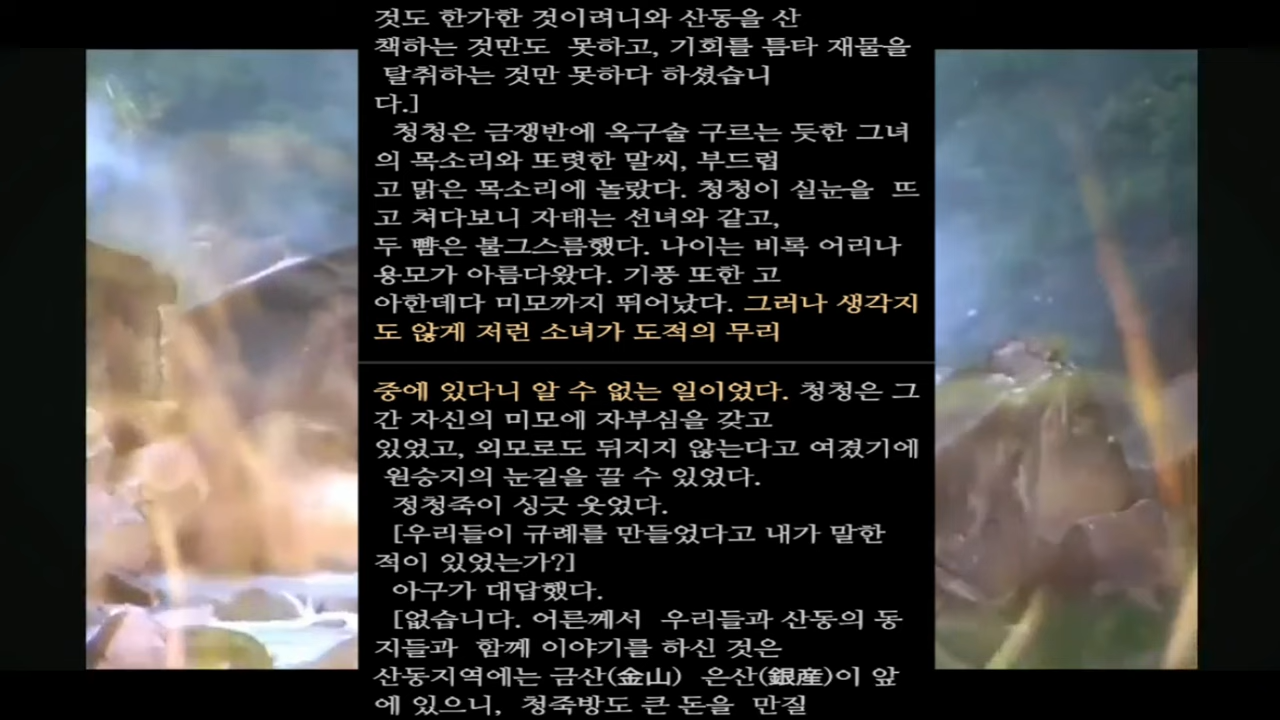 것도 한가한 것이려니와 산동을 산
책하는 것만도  못하고, 기회를 틈타 재물을
탈취하는 것만 못하다 하셨습니
다.]
청청은 금쟁반에 옥구술 구르는 듯한 그녀
의 목소리와 또렷한 말씨, 부드럽
고 맑은 목소리에 놀랐다. 청청이 실눈을  뜨
고 쳐다보니 자태는 선녀와 같고,
두 뺨은 불그스름했다. 나이는 비록 어리나
용모가 아름다왔다. 기풍 또한 고
아한데다 미모까지 뛰어났다. 그러나 생각지
도 않게 저런 소녀가 도적의 무리
중에 있다니 알 수 없는 일이었다. 청청은 그
간 자신의 미모에 자부심을 갖고
있었고, 외모로도 뒤지지 않는다고 여겼기에
원승지의 눈길을 끌 수 있었다.
정청죽이 싱긋 웃었다.
[우리들이 규례를 만들었다고 내가 말한
적이 있었는가?]
아구가 대답했다.
[없습니다. 어른께서  우리들과 산동의 동
지들과  함께 이야기를 하신 것은
산동지역에는 금산(金山)  은산(銀産)이 앞
에 있으니,  청죽방도 큰 돈을  만질